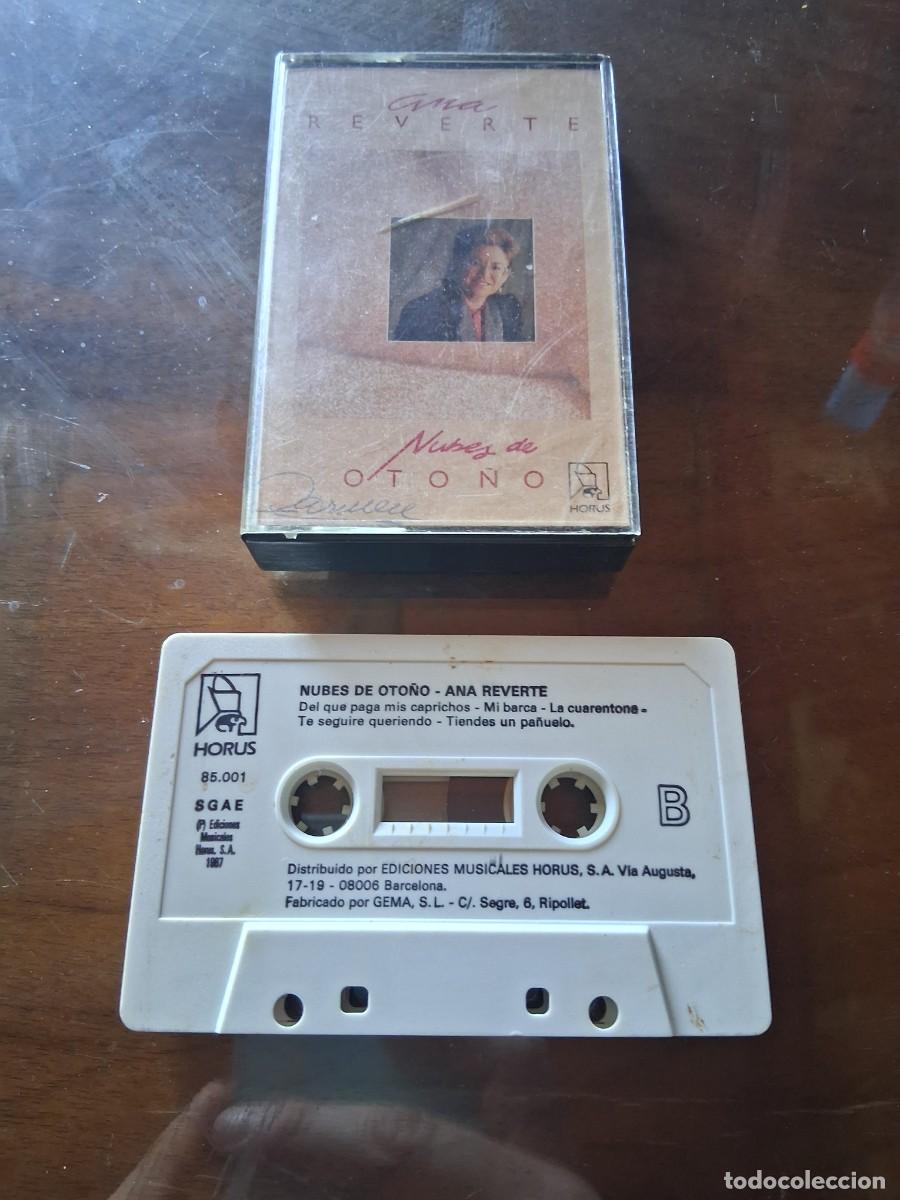 Ana
REVERTE
Nubes de
OTOÑO
HORUS
Carmen
HORUS
85.001
SGAE
(P) Ediciones
Musicales
Horus, S.A.
1987
NUBES DE OTOÑO - ANA REVERTE
Del que paga mis caprichos - Mi barca - La cuarentona -
Te seguire queriendo - Tiendes un pañuelo.
B
Distribuido por EDICIONES MUSICALES HORUS, S.A. Vía Augusta,
17-19 - 08006 Barcelona.
Fabricado por GEMA, S.L. - C/. Segre, 6, Ripollet.
todocoleccion